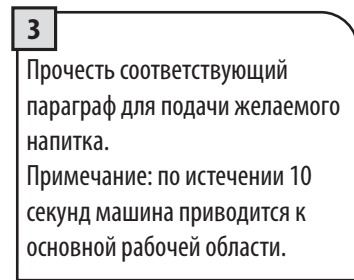 3
Прочесть соответствующий
параграф для подачи желаемого
напитка.
Примечание: по истечении 10
секунд машина приводится к
основной рабочей области.